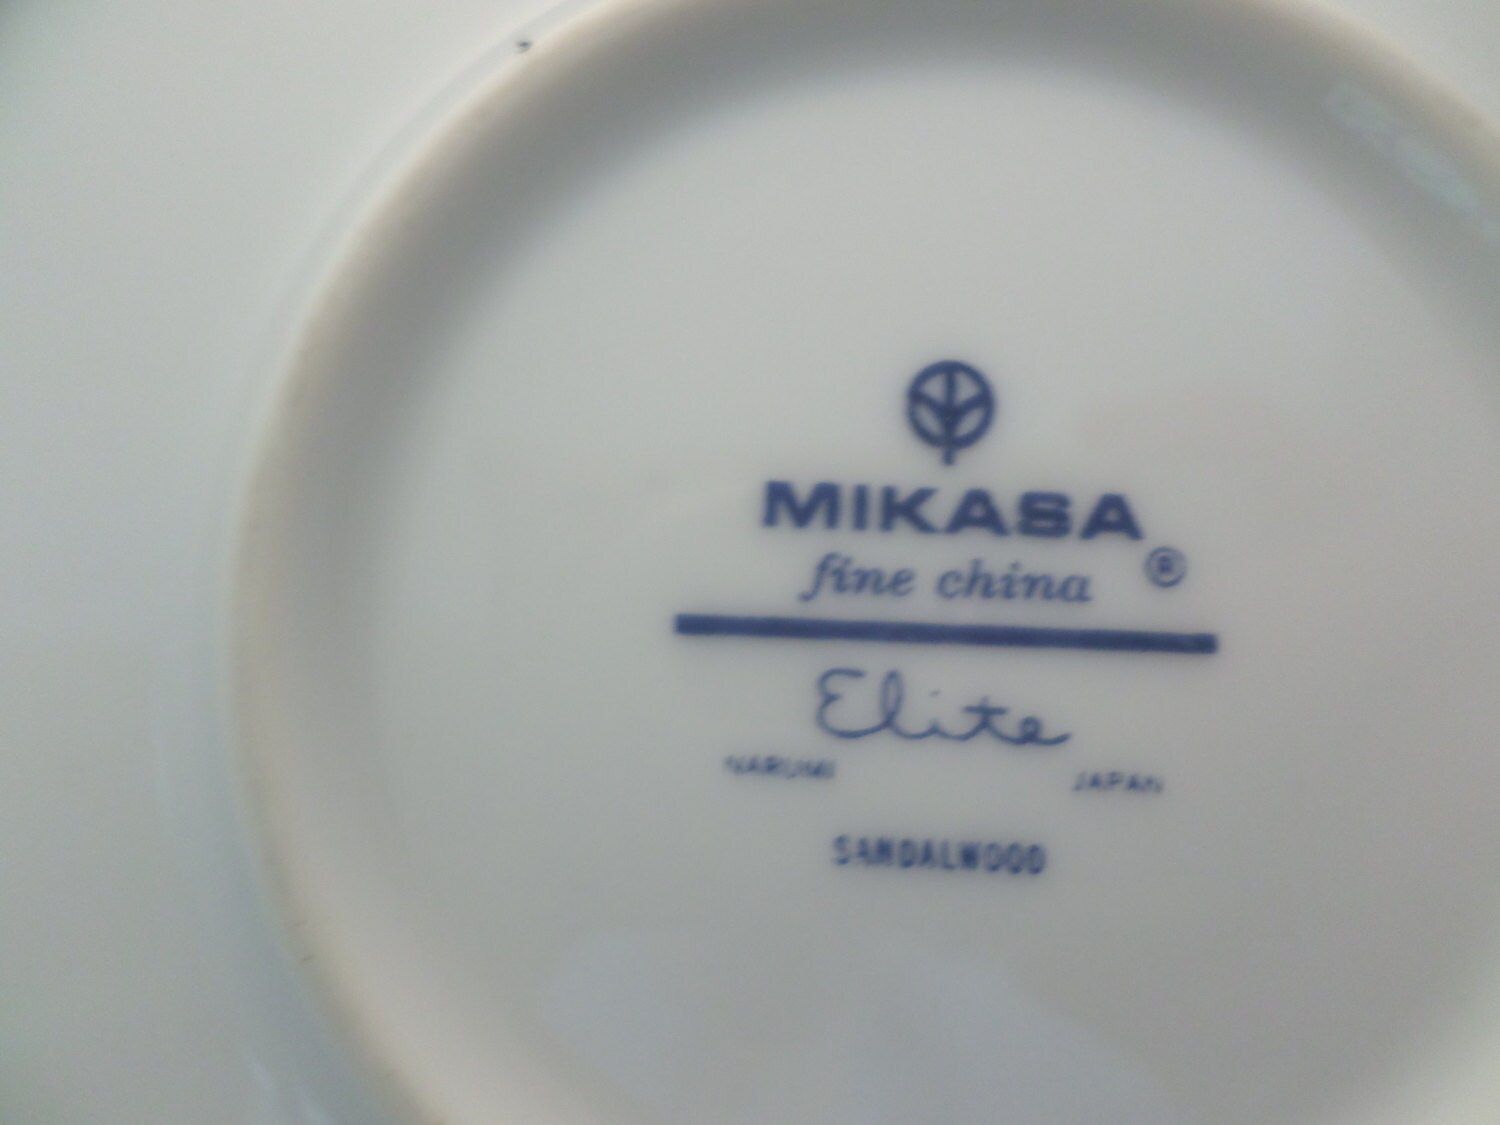 MIKASA
fine china ®
Elite
NARUMI JAPAN
SANDALWOOD